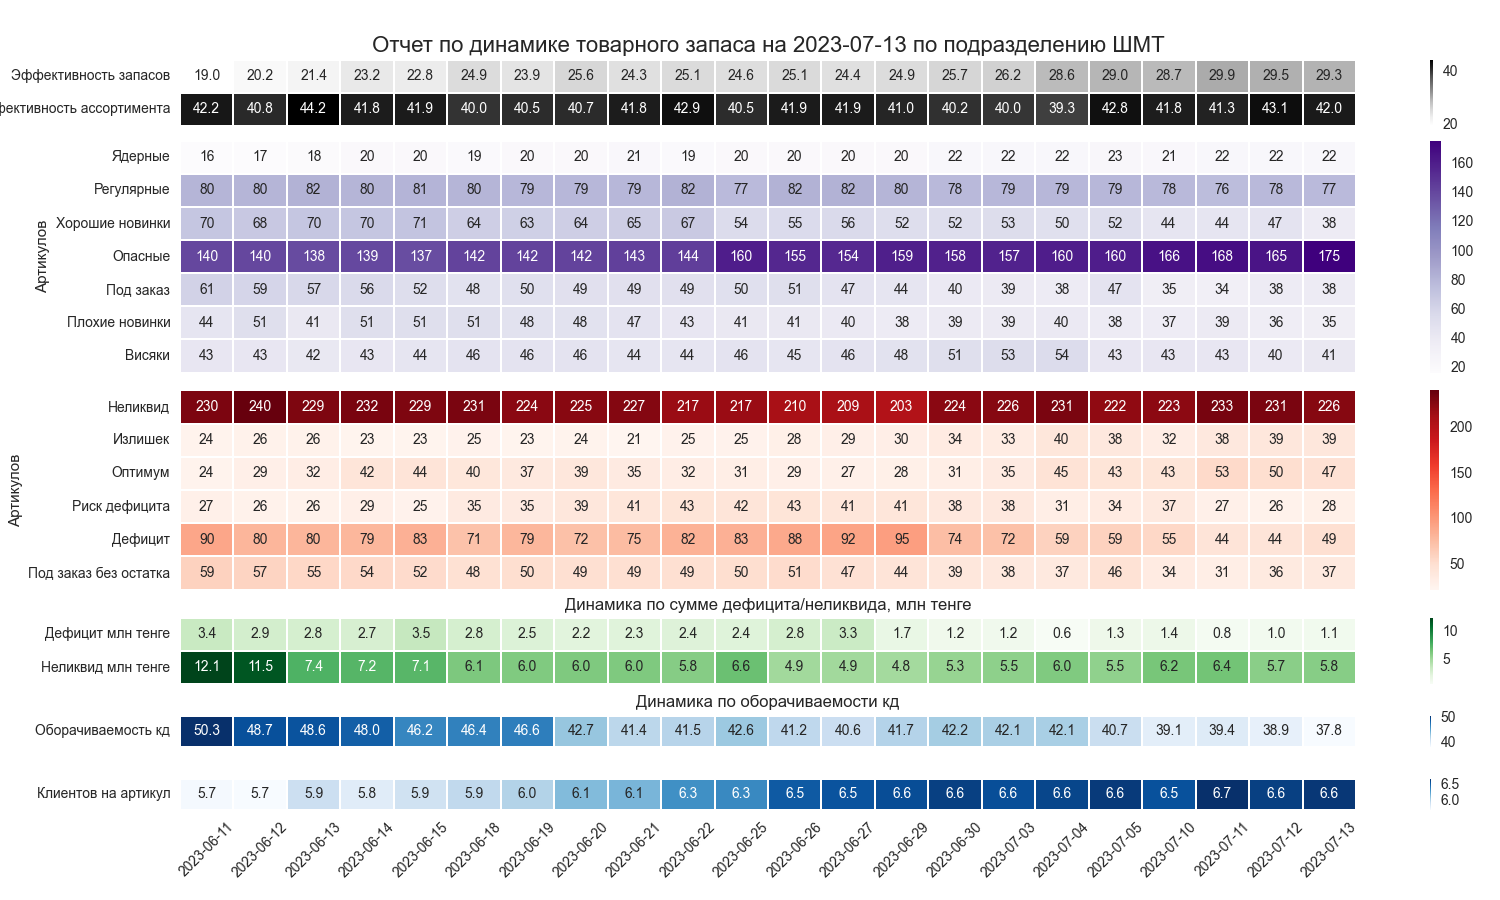 Отчет по динамике товарного запаса на 2023-07-13 по подразделению ШМТ
Эффективность запасов 19.0 20.2 21.4 23.2 22.8 24.9 23.9 25.6 24.3 25.1 24.6 25.1 24.4 24.9 25.7 26.2 28.6 29.0 28.7 29.9 29.5 29.3
фективность ассортимента 42.2 40.8 44.2 41.8 41.9 40.0 40.5 40.7 41.8 42.9 40.5 41.9 41.9 41.0 40.2 40.0 39.3 42.8 41.8 41.3 43.1 42.0
40
20
Артикулов
Ядерные 16 17 18 20 20 19 20 20 21 19 20 20 20 20 22 22 22 23 21 22 22 22
Регулярные 80 80 82 80 81 80 79 79 79 82 77 82 82 80 78 79 79 79 78 76 78 77
Хорошие новинки 70 68 70 70 71 64 63 64 65 67 54 55 56 52 52 53 50 52 44 44 47 38
Опасные 140 140 138 139 137 142 142 142 143 144 160 155 154 159 158 157 160 160 166 168 165 175
Под заказ 61 59 57 56 52 48 50 49 49 49 50 51 47 44 40 39 38 47 35 34 38 38
Плохие новинки 44 51 41 51 51 51 48 48 47 43 41 41 40 38 39 39 40 38 37 39 36 35
Висяки 43 43 42 43 44 46 46 46 44 44 46 45 46 48 51 53 54 43 43 43 40 41
160
140
120
100
80
60
40
20
Артикулов
Неликвид 230 240 229 232 229 231 224 225 227 217 217 210 209 203 224 226 231 222 223 233 231 226
Излишек 24 26 26 23 23 25 23 24 21 25 25 28 29 30 34 33 40 38 32 38 39 39
Оптимум 24 29 32 42 44 40 37 39 35 32 31 29 27 28 31 35 45 43 43 53 50 47
Риск дефицита 27 26 26 29 25 35 35 39 41 43 42 43 41 41 38 38 31 34 37 27 26 28
Дефицит 90 80 80 79 83 71 79 72 75 82 83 88 92 95 74 72 59 59 55 44 44 49
Под заказ без остатка 59 57 55 54 52 48 50 49 49 49 50 51 47 44 39 38 37 46 34 31 36 37
200
150
100
50
Динамика по сумме дефицита/неликвида, млн тенге
Дефицит млн тенге 3.4 2.9 2.8 2.7 3.5 2.8 2.5 2.2 2.3 2.4 2.4 2.8 3.3 1.7 1.2 1.2 0.6 1.3 1.4 0.8 1.0 1.1
Неликвид млн тенге 12.1 11.5 7.4 7.2 7.1 6.1 6.0 6.0 6.0 5.8 6.6 4.9 4.9 4.8 5.3 5.5 6.0 5.5 6.2 6.4 5.7 5.8
10
5
Динамика по оборачиваемости кд
Оборачиваемость кд 50.3 48.7 48.6 48.0 46.2 46.4 46.6 42.7 41.4 41.5 42.6 41.2 40.6 41.7 42.2 42.1 42.1 40.7 39.1 39.4 38.9 37.8
50
40
Клиентов на артикул 5.7 5.7 5.9 5.8 5.9 5.9 6.0 6.1 6.1 6.3 6.3 6.5 6.5 6.6 6.6 6.6 6.6 6.6 6.5 6.7 6.6 6.6
6.5
6.0
2023-06-11 2023-06-12 2023-06-13 2023-06-14 2023-06-15 2023-06-18 2023-06-19 2023-06-20 2023-06-21 2023-06-22 2023-06-25 2023-06-26 2023-06-27 2023-06-29 2023-06-30 2023-07-03 2023-07-04 2023-07-05 2023-07-10 2023-07-11 2023-07-12 2023-07-13